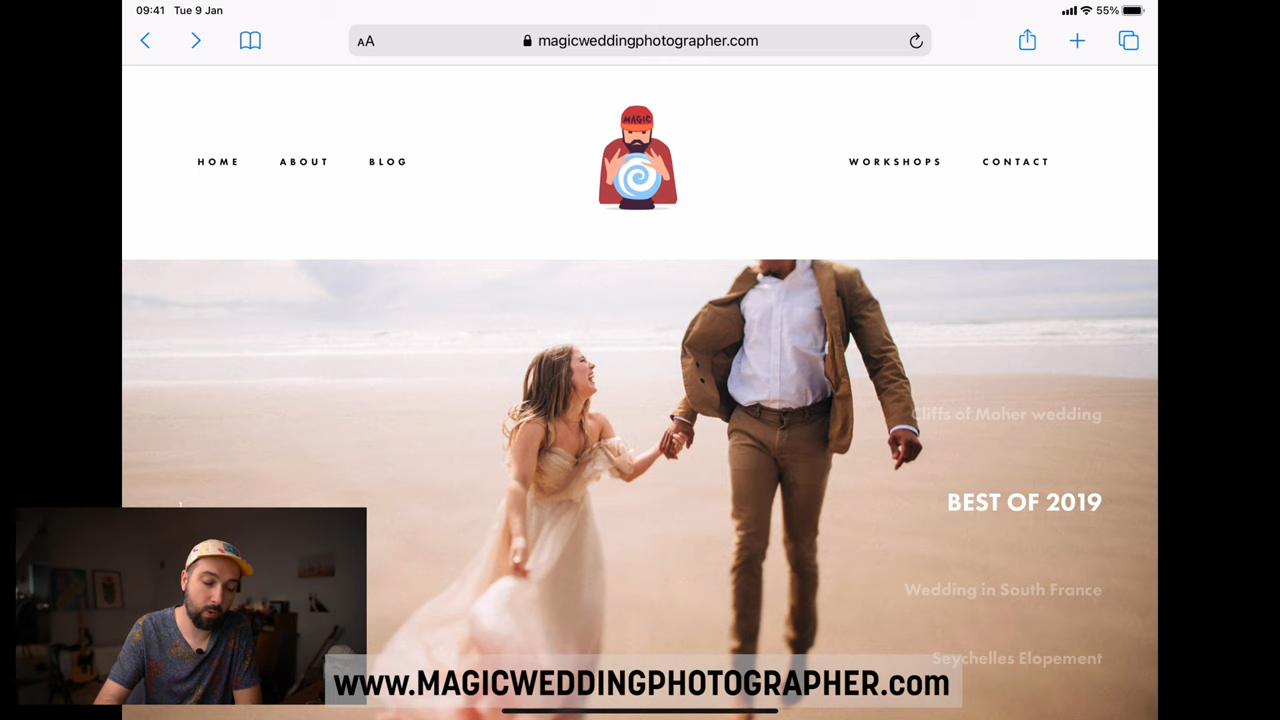 09:41 Tue 9 Jan
55%
AA
magicweddingphotographer.com
HOME ABOUT BLOG
MAGIC
WORKSHOPS CONTACT
Cliffs of Moher wedding
BEST OF 2019
Wedding in South France
Seychelles Elopement
www.MAGICWEDDINGPHOTOGRAPHER.com